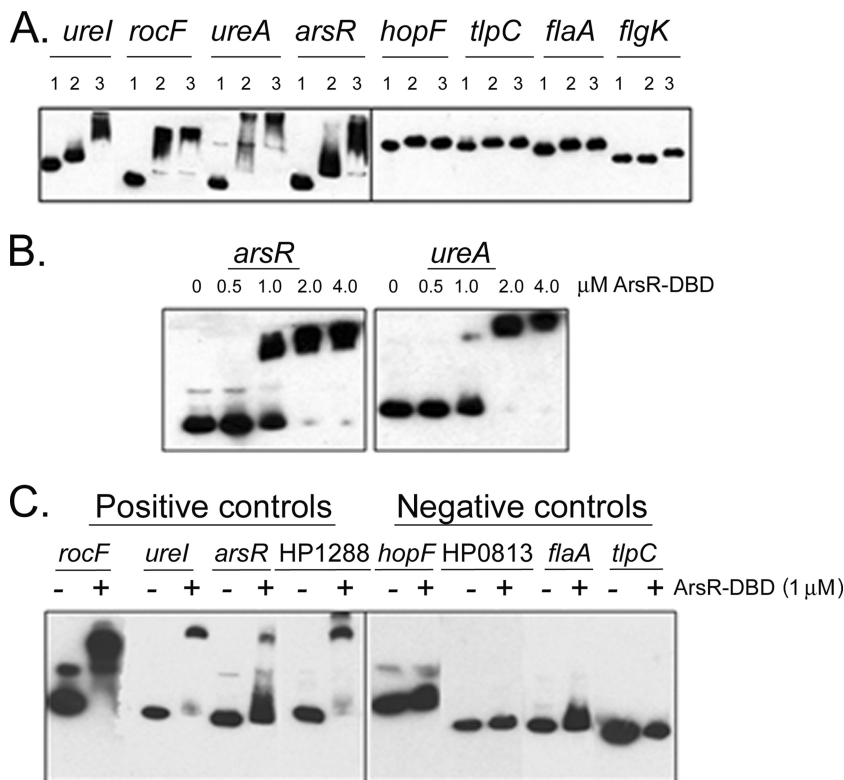 A.
ureI rocF ureA arsR hopF tlpC flaA flgK
1 2 3 1 2 3 1 2 3 1 2 3 1 2 3 1 2 3 1 2 3 1 2 3
B.
arsR ureA
0 0.5 1.0 2.0 4.0 0 0.5 1.0 2.0 4.0 μM ArsR-DBD
C.
Positive controls Negative controls
rocF ureI arsR HP1288 hopF HP0813 flaA tlpC
- + - + - + - + - + - + - + - + ArsR-DBD (1 μM)